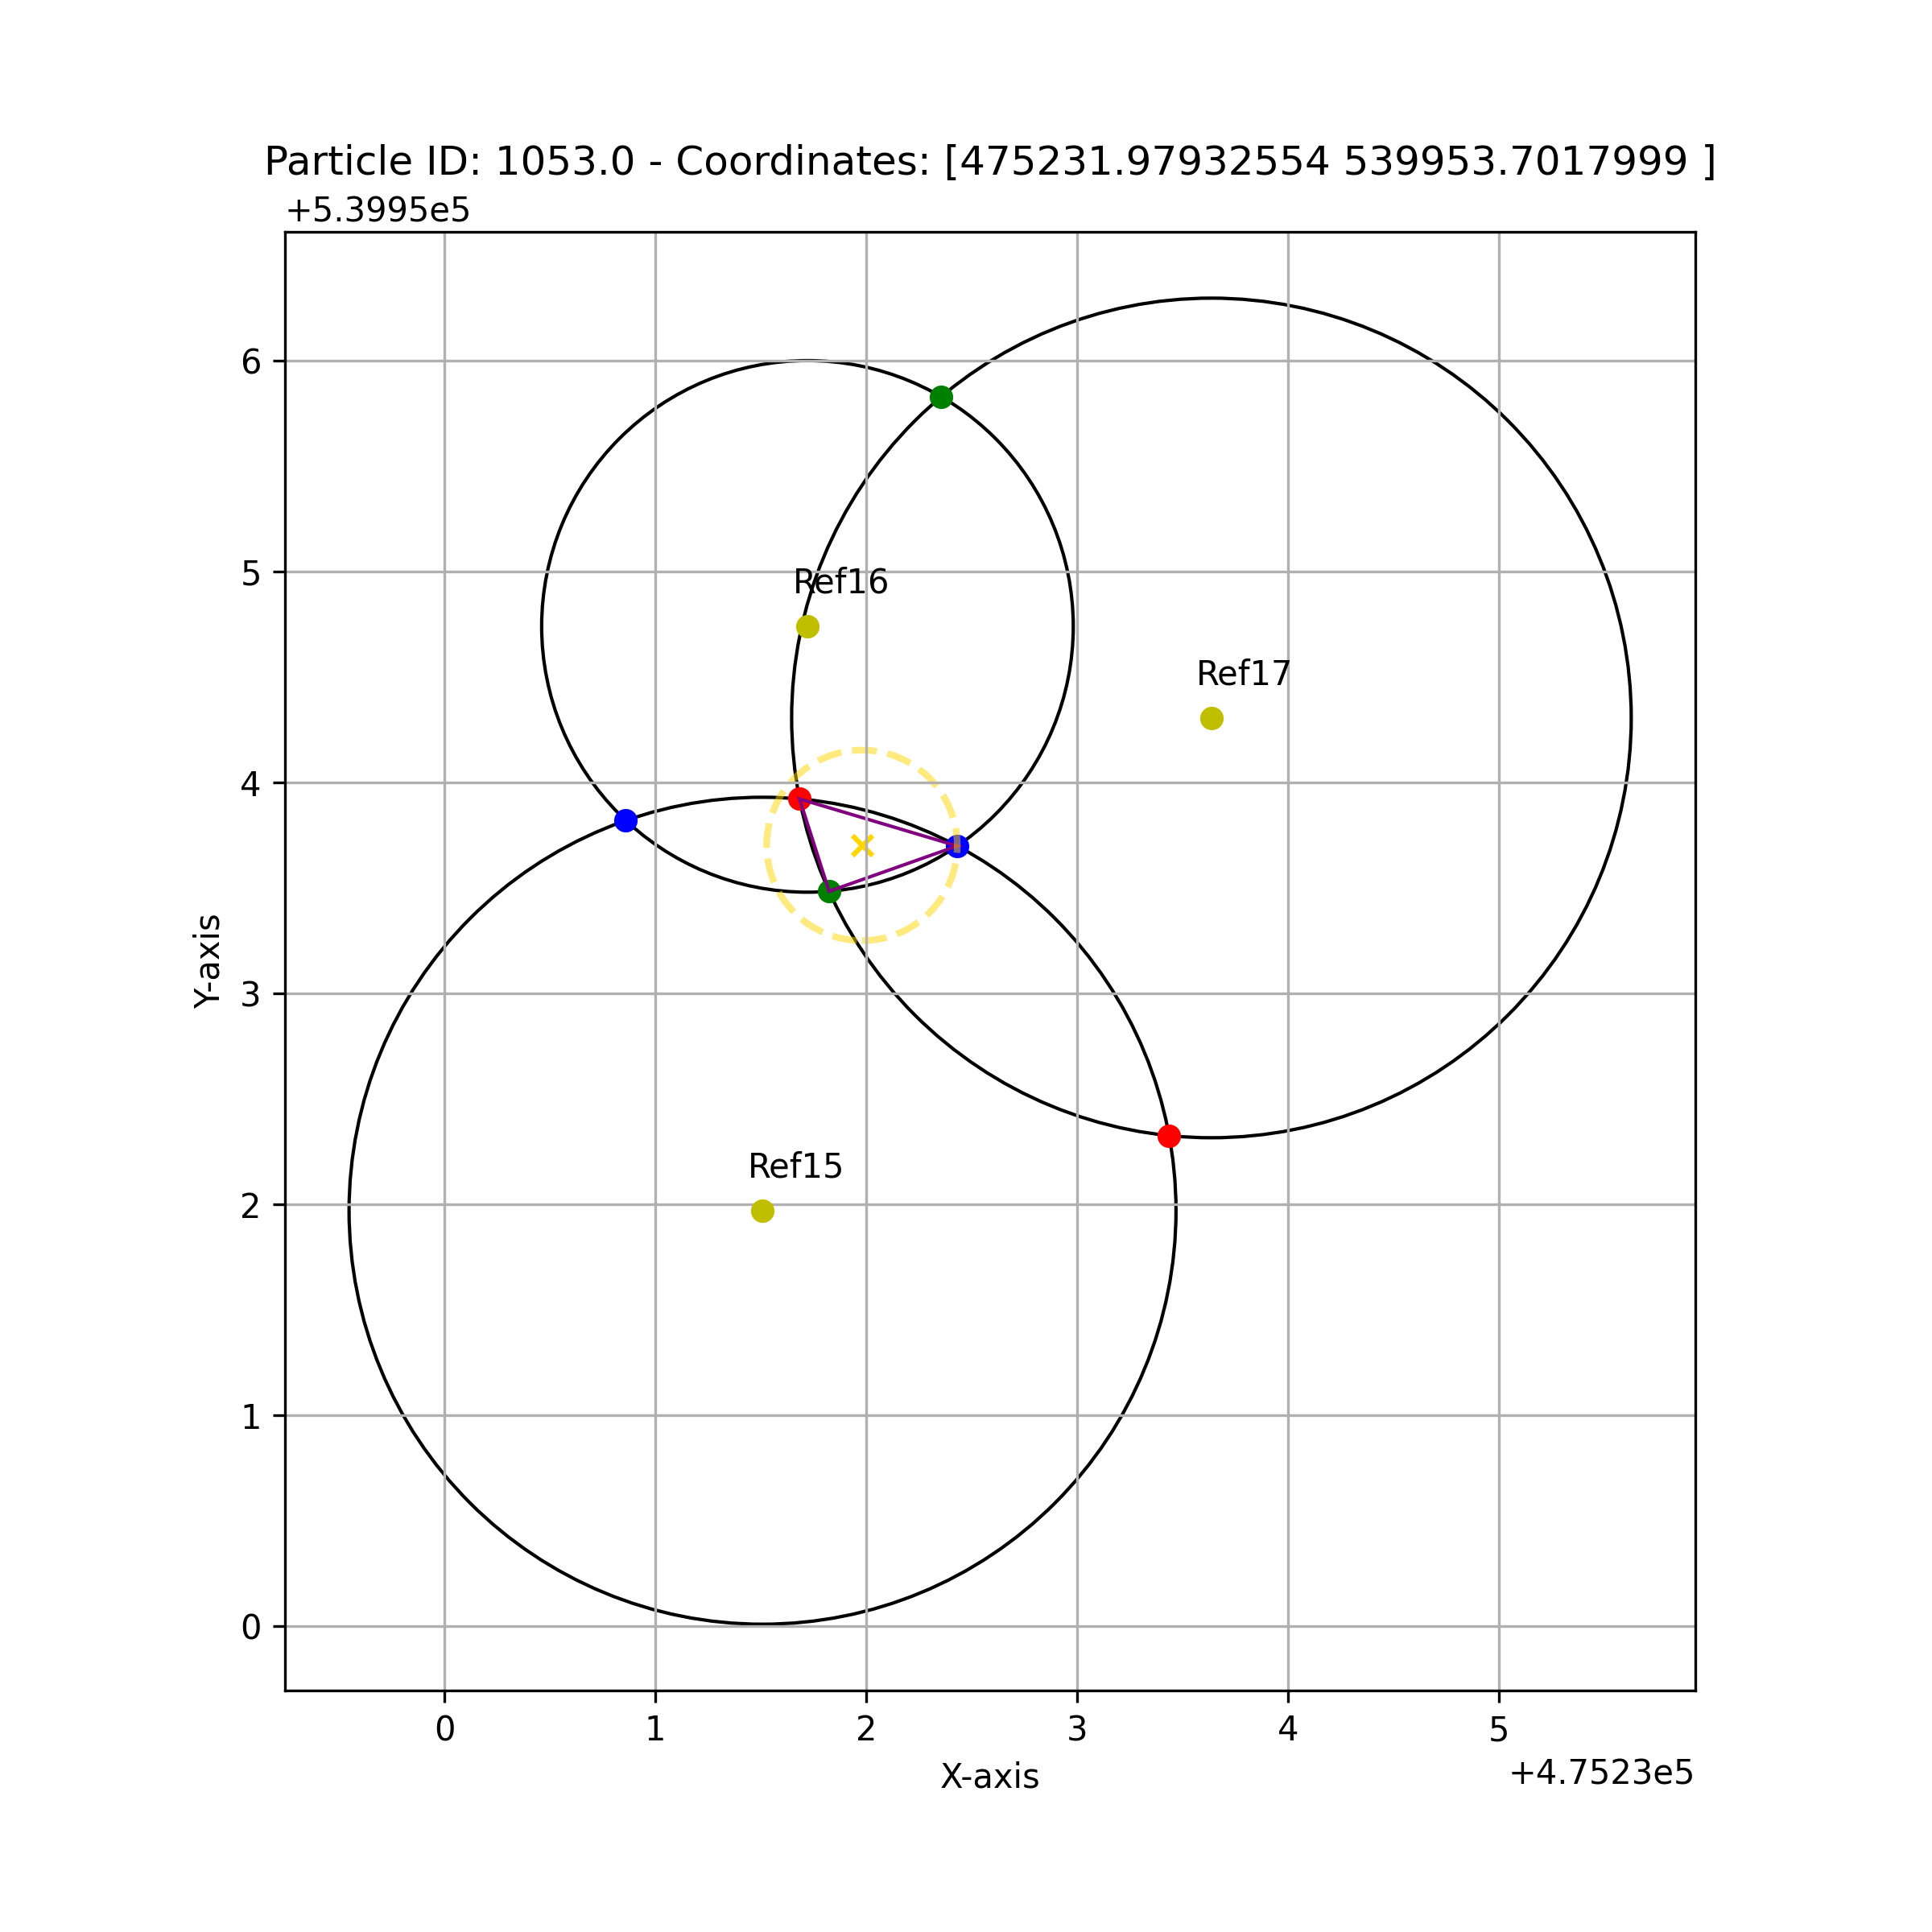 Particle ID: 1053.0 - Coordinates: [475231.97932554 539953.7017999 ]
+5.3995e5
6
5
4
3
2
1
0
Y-axis
Ref16
Ref17
Ref15
0 1 2 3 4 5
X-axis
+4.7523e5